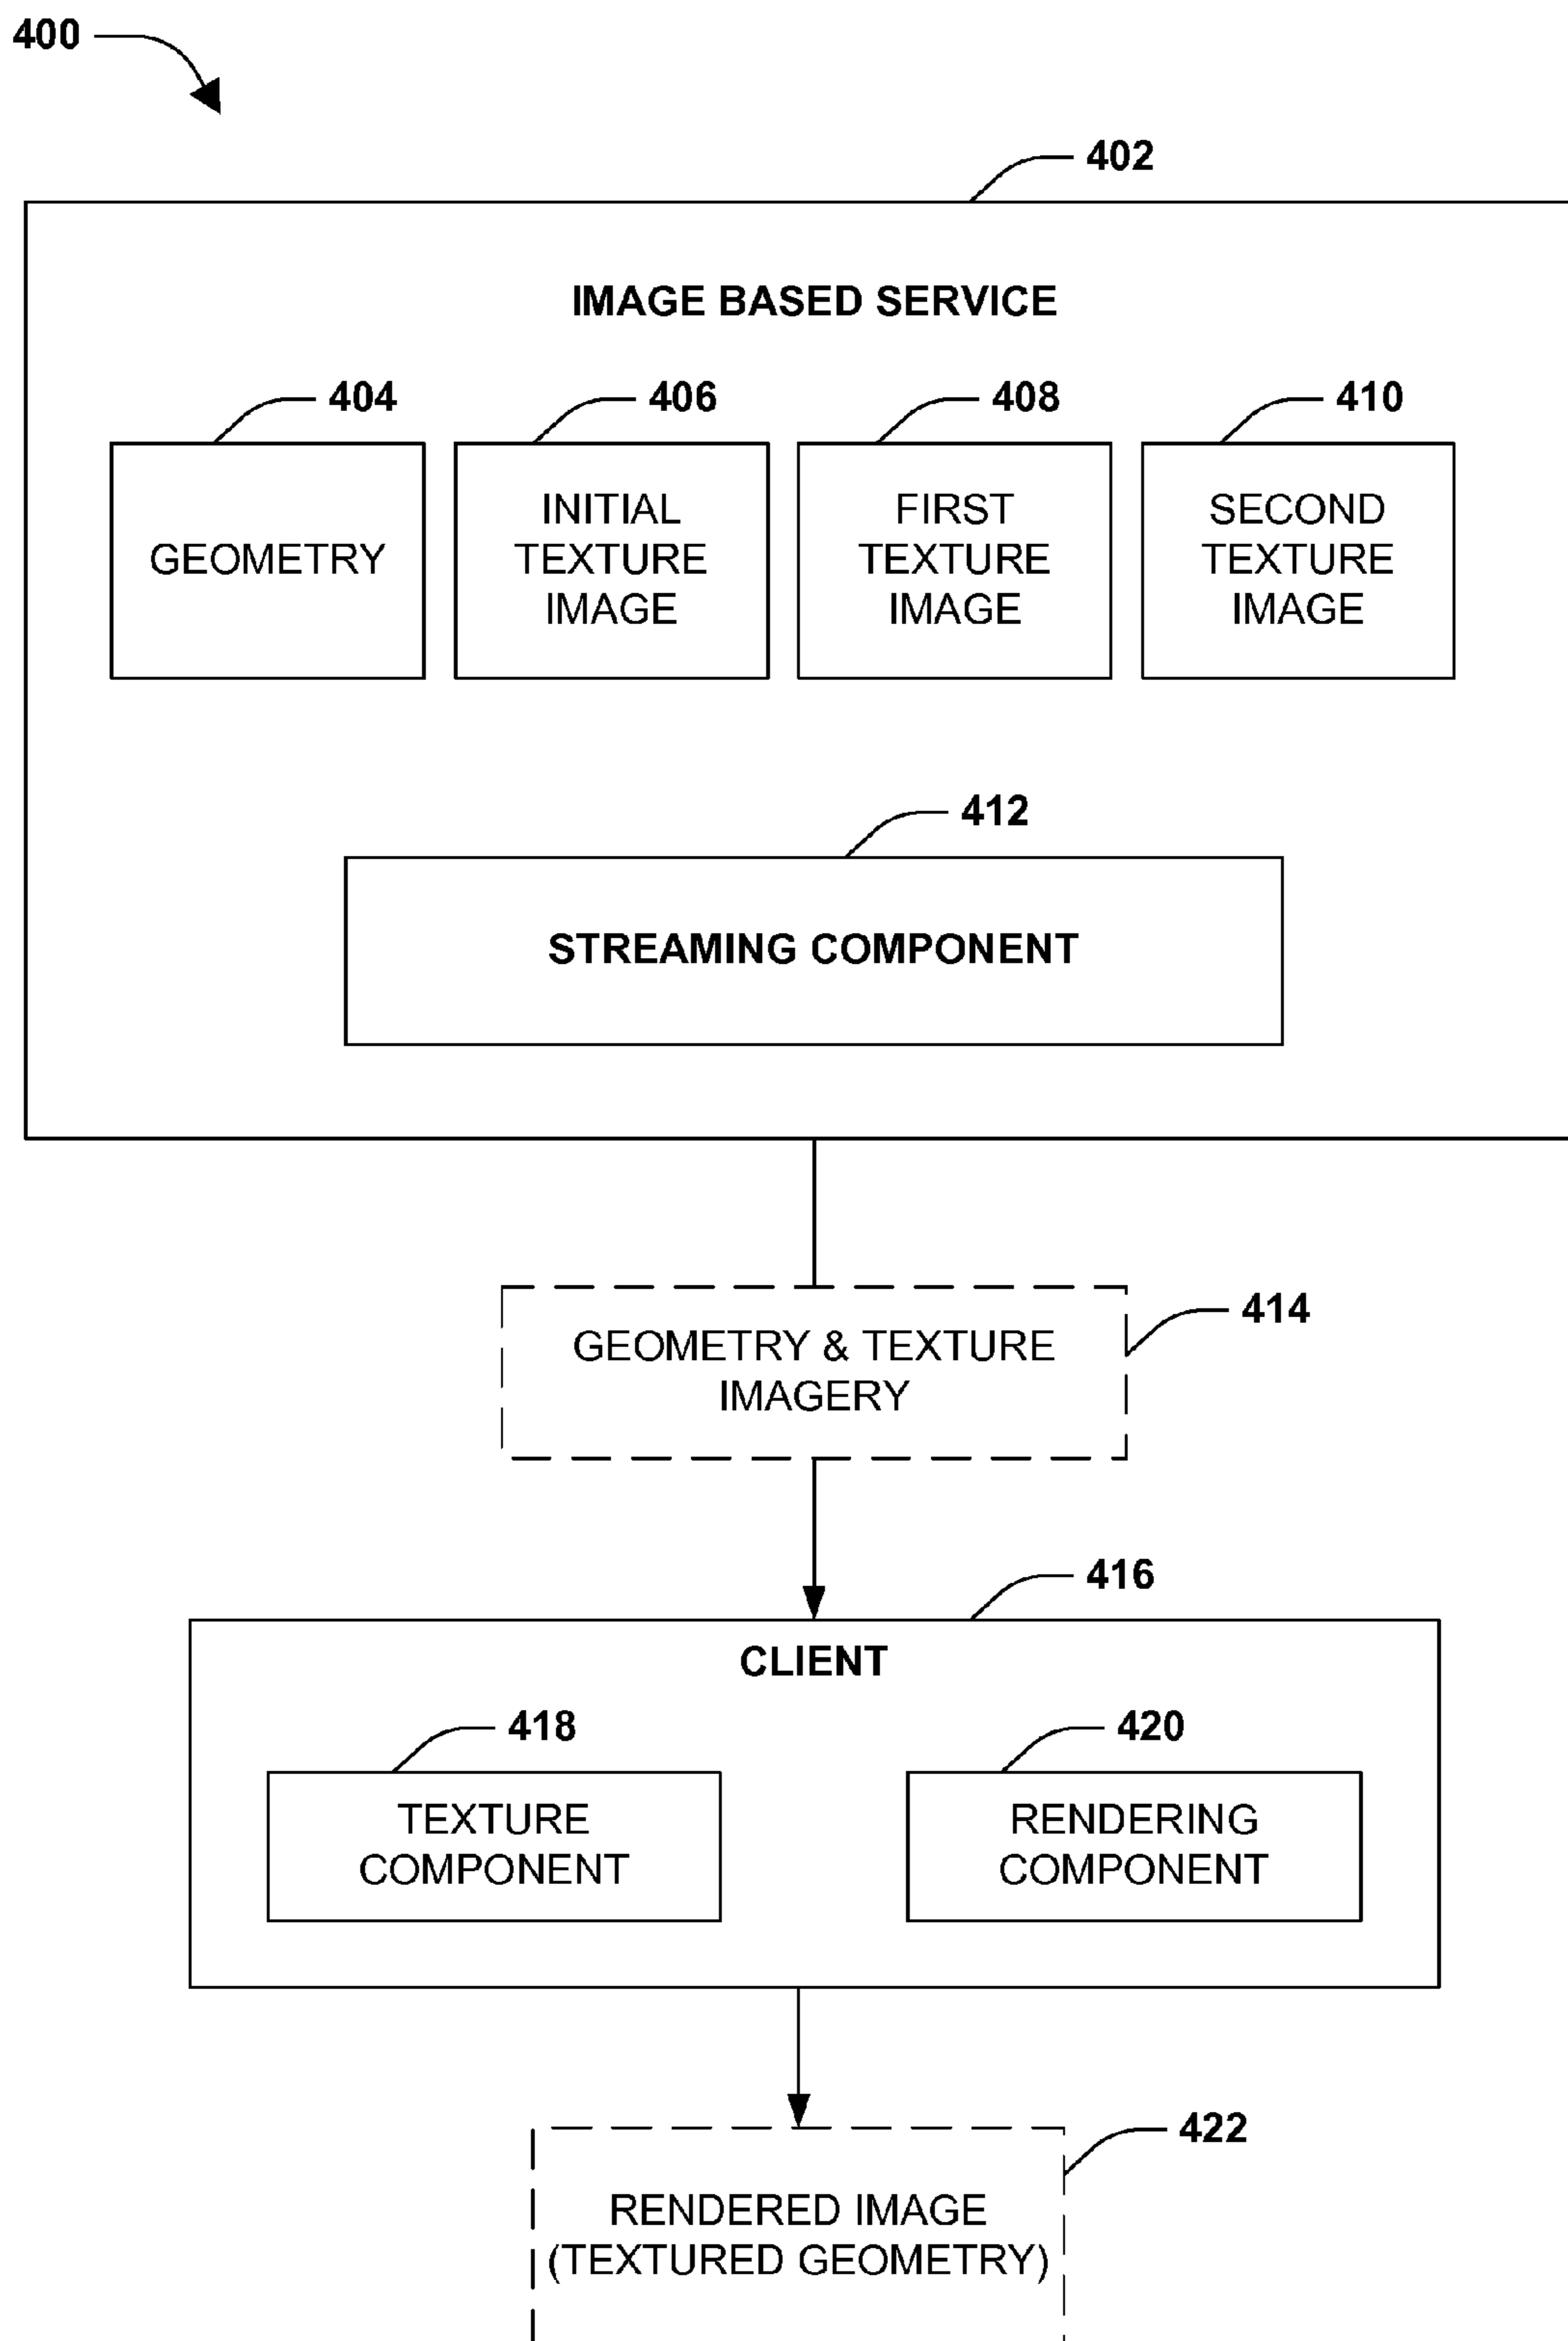 400
402
IMAGE BASED SERVICE
404
406
408
410
GEOMETRY
INITIAL
TEXTURE
IMAGE
FIRST
TEXTURE
IMAGE
SECOND
TEXTURE
IMAGE
412
STREAMING COMPONENT
GEOMETRY & TEXTURE
IMAGERY
414
416
CLIENT
418
420
TEXTURE
COMPONENT
RENDERING
COMPONENT
422
RENDERED IMAGE
(TEXTURED GEOMETRY)